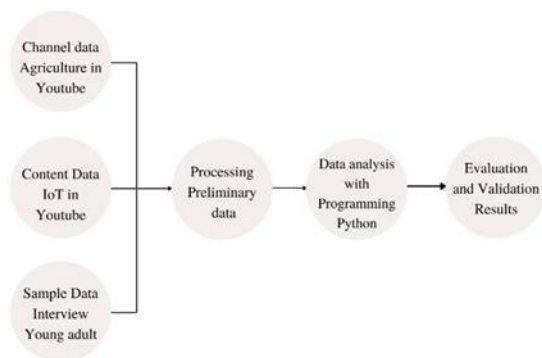 Channel data
Agriculture in
Youtube
Content Data
IoT in
Youtube
Sample Data
Interview
Young adult
Processing
Preliminary
data
Data analysis
with
Programming
Python
Evaluation
and Validation
Results